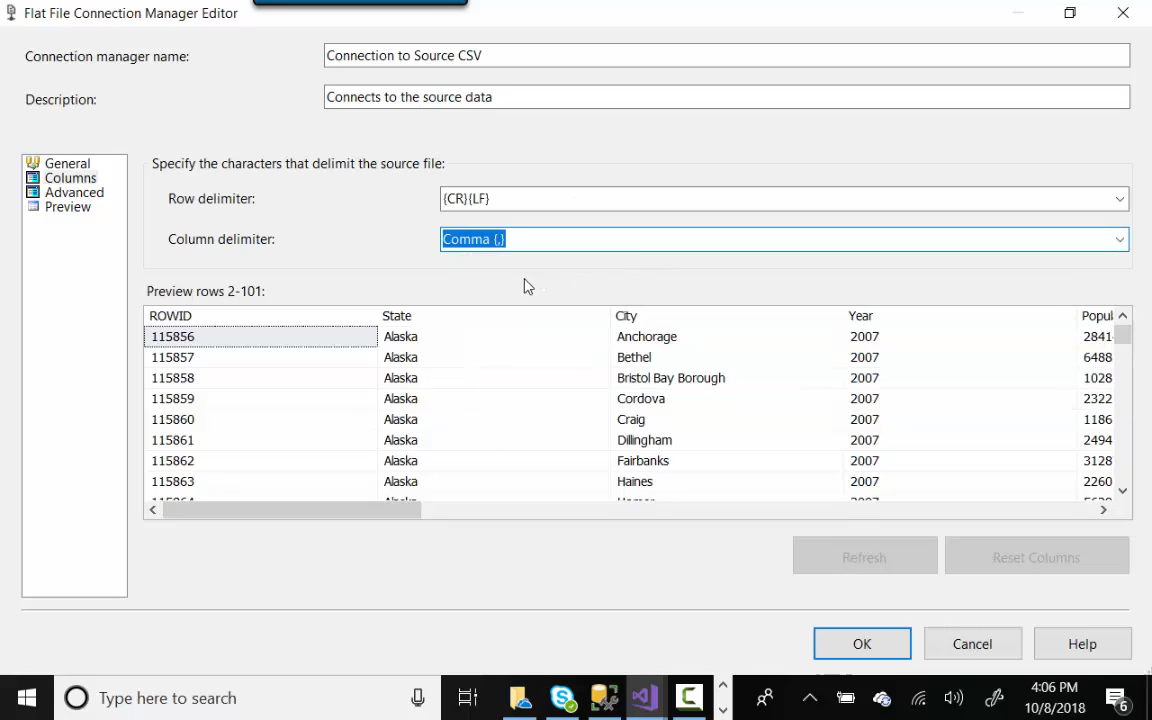 Flat File Connection Manager Editor
Connection manager name:
Connection to Source CSV
Description:
Connects to the source data
General
Columns
Advanced
Preview
Specify the characters that delimit the source file:
Row delimiter:
{CR}{LF}
Column delimiter:
Comma {,}
Preview rows 2-101:
ROWID State City Year Popul
115856 Alaska Anchorage 2007 2841
115857 Alaska Bethel 2007 6488
115858 Alaska Bristol Bay Borough 2007 1028
115859 Alaska Cordova 2007 2322
115860 Alaska Craig 2007 1186
115861 Alaska Dillingham 2007 2494
115862 Alaska Fairbanks 2007 3128
115863 Alaska Haines 2007 2260
115864 Alaska Homer 2007
Refresh
Reset Columns
OK
Cancel
Help
Type here to search
4:06 PM
10/8/2018
6